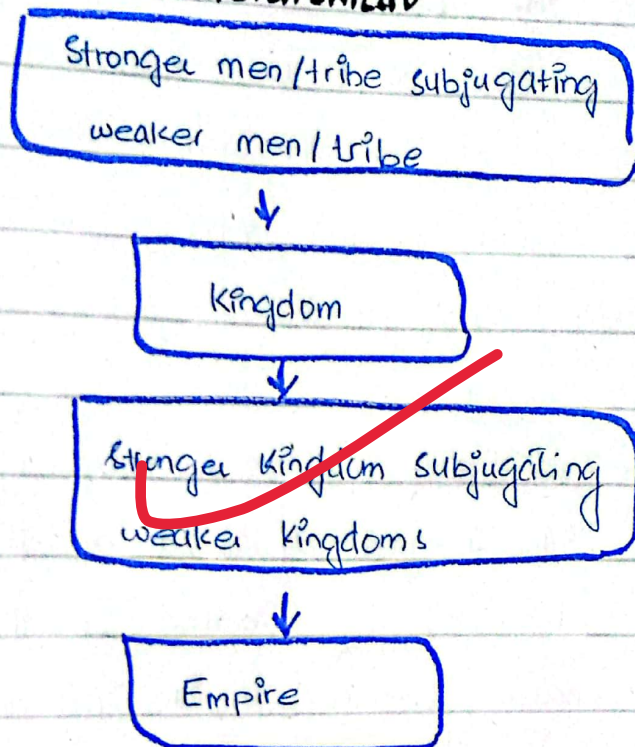 Stronger men/tribe subjugating
weaker men/tribe
Kingdom
Stronger Kingdom subjugating
weaker Kingdoms
Empire